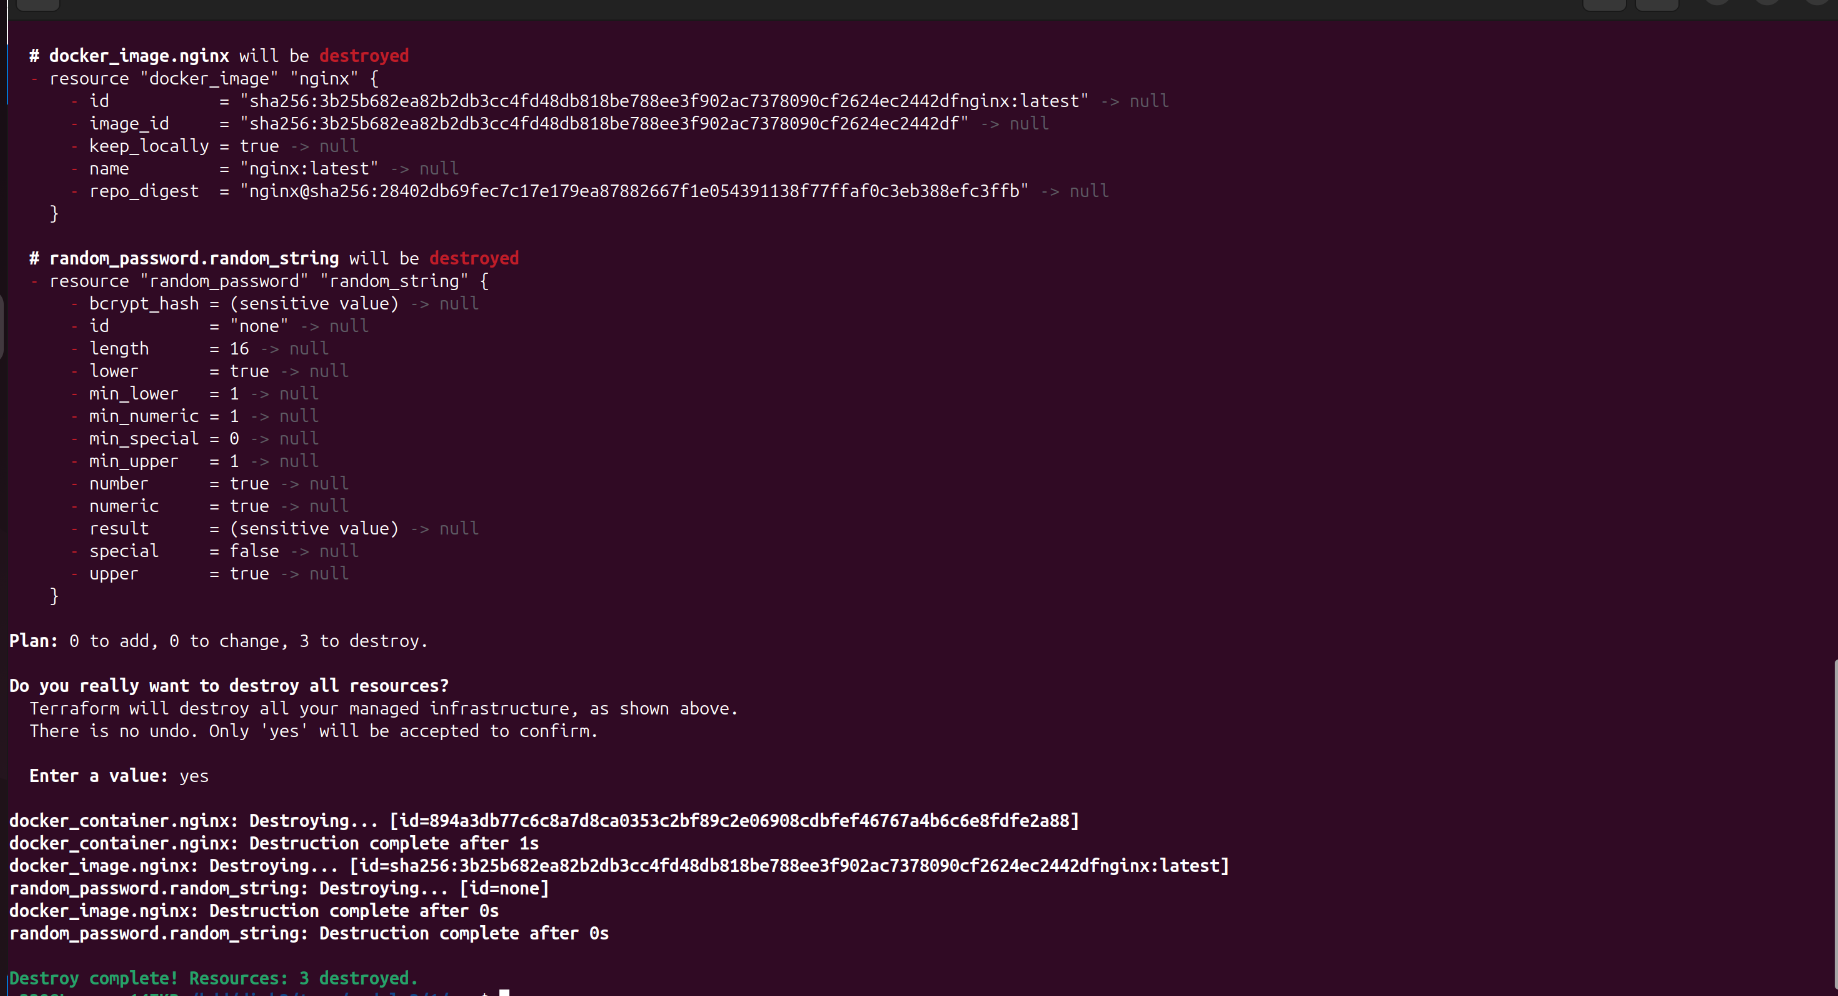 # docker_image.nginx will be destroyed
- resource "docker_image" "nginx" {
- id = "sha256:3b25b682ea82b2db3cc4fd48db818be788ee3f902ac7378090cf2624ec2442dfnginx:latest" -> null
- image_id = "sha256:3b25b682ea82b2db3cc4fd48db818be788ee3f902ac7378090cf2624ec2442df" -> null
- keep_locally = true -> null
- name = "nginx:latest" -> null
- repo_digest = "nginx@sha256:28402db69fec7c17e179ea87882667f1e054391138f77ffaf0c3eb388efc3ffb" -> null
}
# random_password.random_string will be destroyed
- resource "random_password" "random_string" {
- bcrypt_hash = (sensitive value) -> null
- id = "none" -> null
- length = 16 -> null
- lower = true -> null
- min_lower = 1 -> null
- min_numeric = 1 -> null
- min_special = 0 -> null
- min_upper = 1 -> null
- number = true -> null
- numeric = true -> null
- result = (sensitive value) -> null
- special = false -> null
- upper = true -> null
}
Plan: 0 to add, 0 to change, 3 to destroy.
Do you really want to destroy all resources?
Terraform will destroy all your managed infrastructure, as shown above.
There is no undo. Only 'yes' will be accepted to confirm.
Enter a value: yes
docker_container.nginx: Destroying... [id=894a3db77c6c8a7d8ca0353c2bf89c2e06908cdbfef46767a4b6c6e8fdfe2a88]
docker_container.nginx: Destruction complete after 1s
docker_image.nginx: Destroying... [id=sha256:3b25b682ea82b2db3cc4fd48db818be788ee3f902ac7378090cf2624ec2442dfnginx:latest]
random_password.random_string: Destroying... [id=none]
docker_image.nginx: Destruction complete after 0s
random_password.random_string: Destruction complete after 0s
Destroy complete! Resources: 3 destroyed.